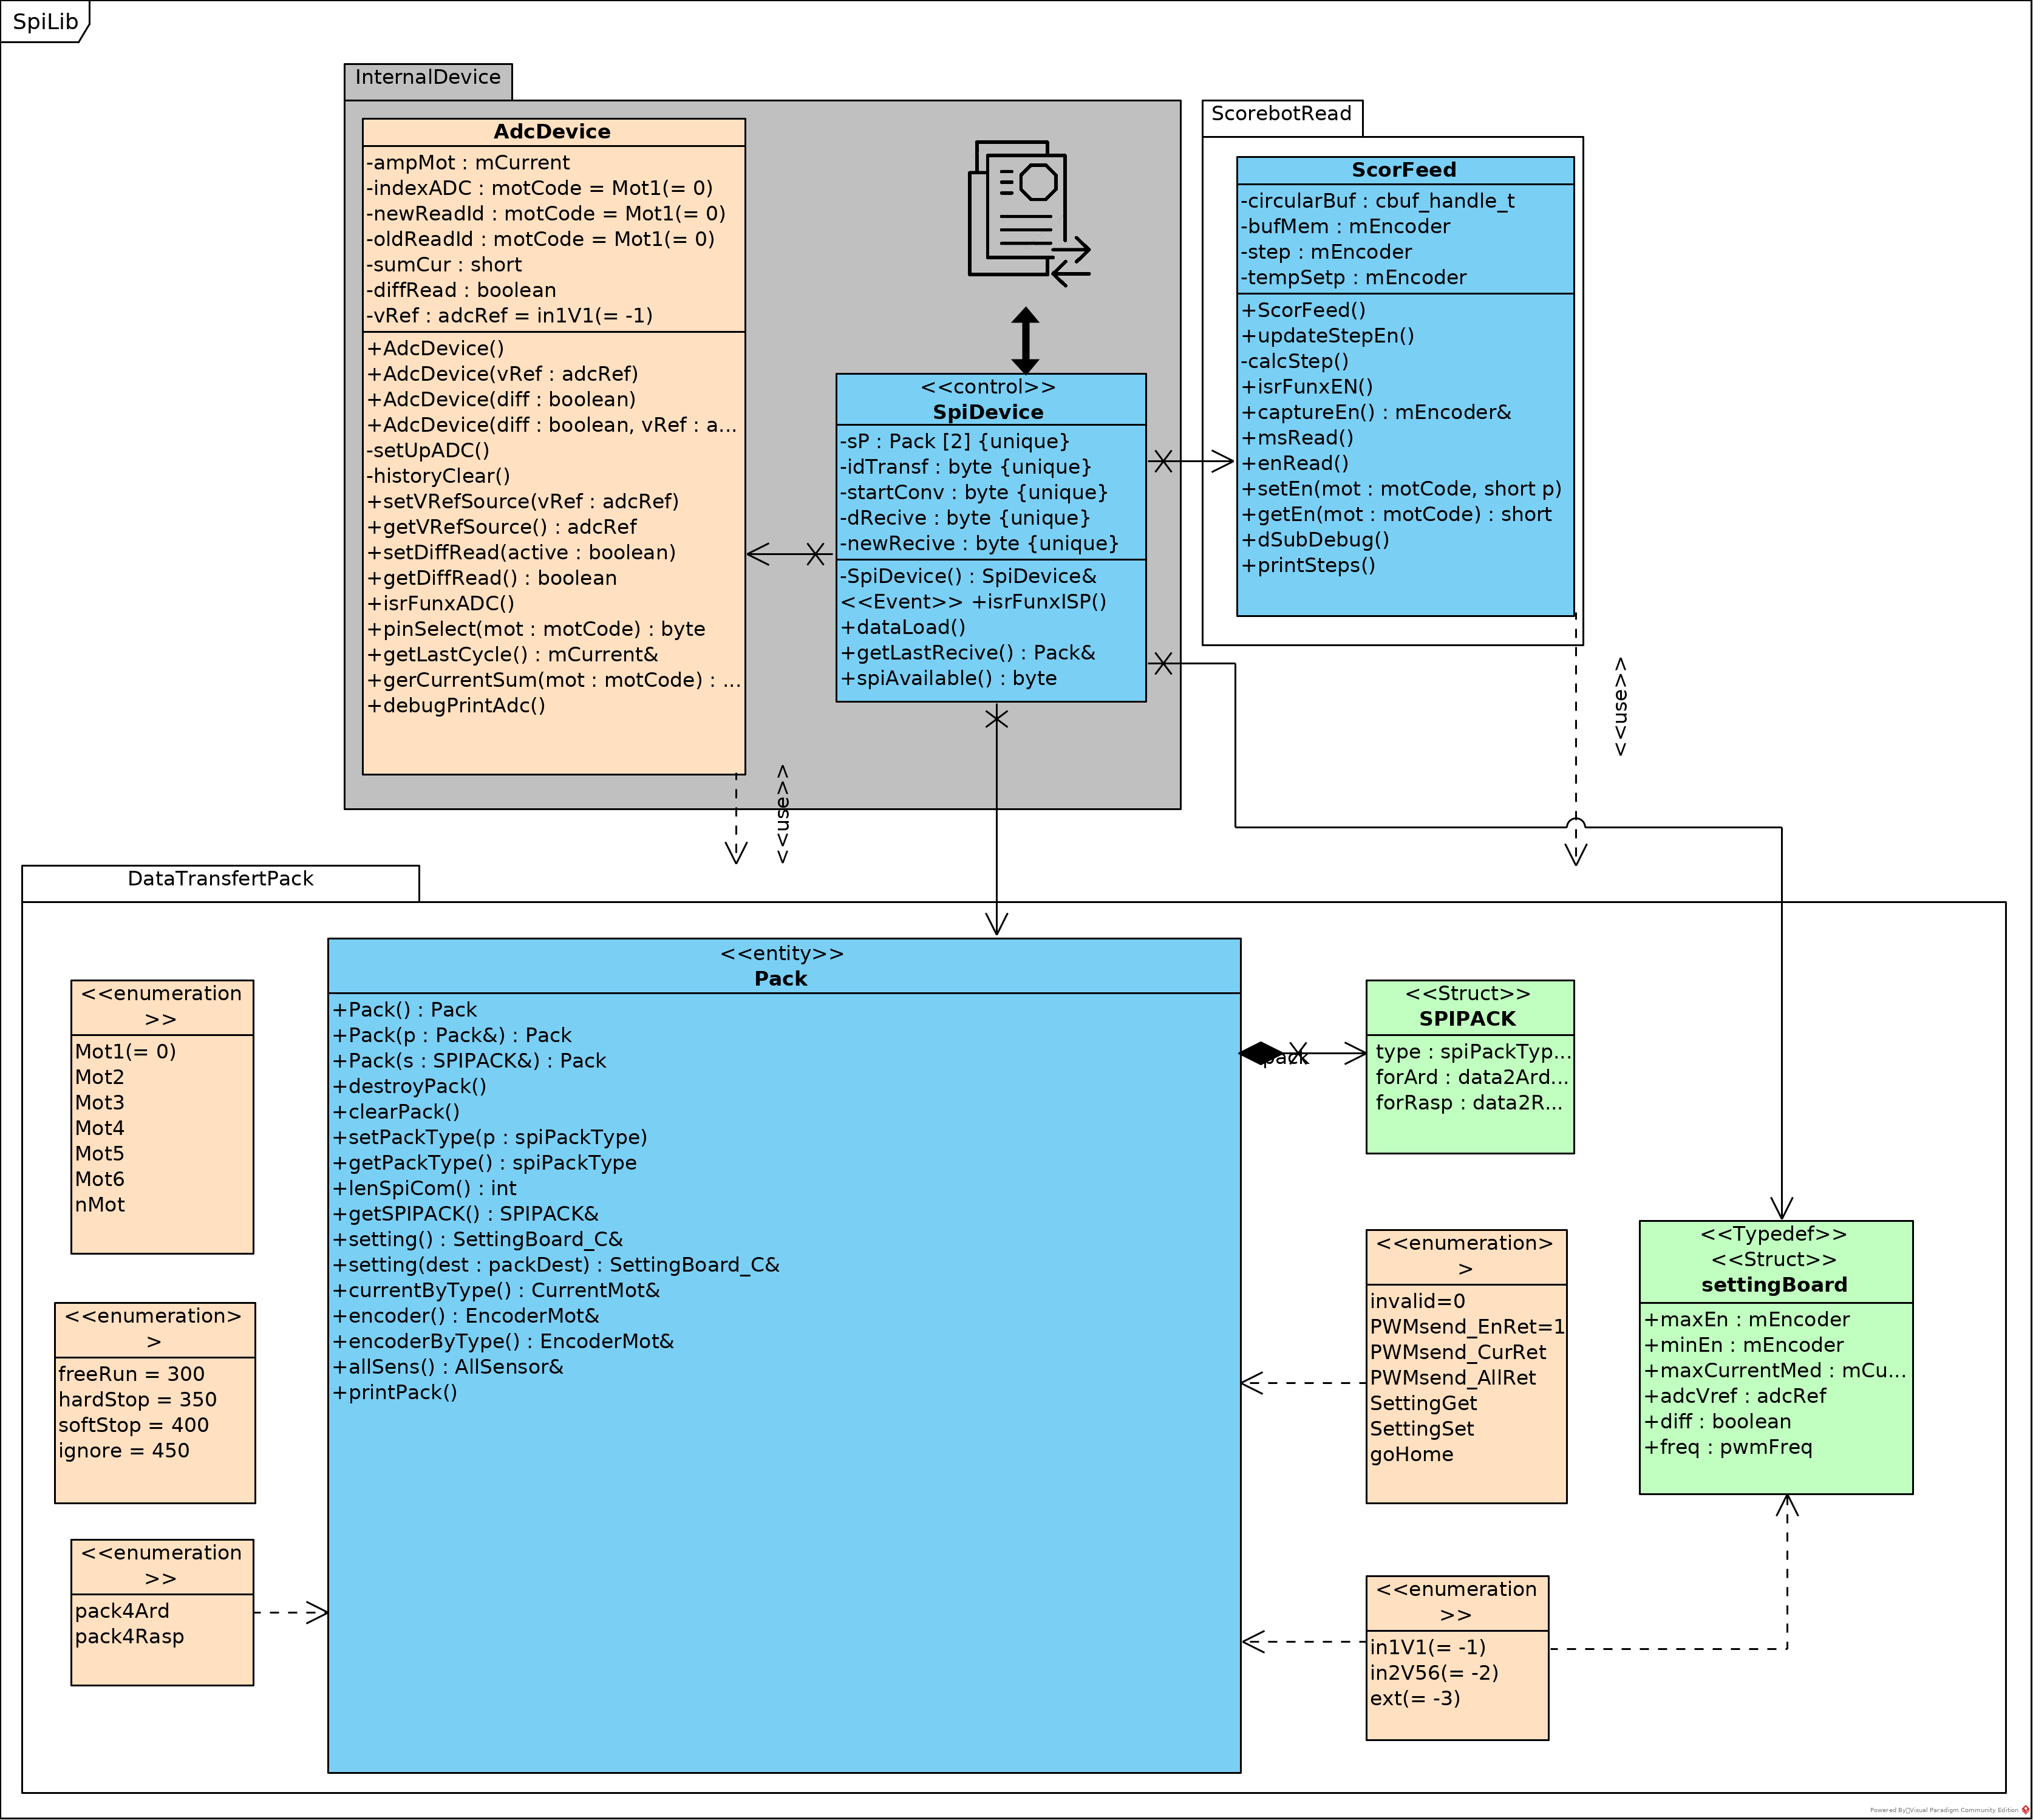 SpiLib
InternalDevice
AdcDevice
-ampMot : mCurrent
-indexADC : motCode = Mot1(= 0)
-newReadId : motCode = Mot1(= 0)
-oldReadId : motCode = Mot1(= 0)
-sumCur : short
-diffRead : boolean
-vRef : adcRef = in1V1(= -1)
+AdcDevice()
+AdcDevice(vRef : adcRef)
+AdcDevice(diff : boolean)
+AdcDevice(diff : boolean, vRef : a...
-setUpADC()
-historyClear()
+setVRefSource(vRef : adcRef)
+getVRefSource() : adcRef
+setDiffRead(active : boolean)
+getDiffRead() : boolean
+isrFunxADC()
+pinSelect(mot : motCode) : byte
+getLastCycle() : mCurrent&
+gerCurrentSum(mot : motCode) : ...
+debugPrintAdc()
<<control>>
SpiDevice
-sP : Pack [2] {unique}
-idTransf : byte {unique}
-startConv : byte {unique}
-dRecive : byte {unique}
-newRecive : byte {unique}
-SpiDevice() : SpiDevice&
<<Event>> +isrFunxISP()
+dataLoad()
+getLastRecive() : Pack&
+spiAvailable() : byte
ScorebotRead
ScorFeed
-circularBuf : cbuf_handle_t
-bufMem : mEncoder
-step : mEncoder
-tempSetp : mEncoder
+ScorFeed()
+updateStepEn()
-calcStep()
+isrFunxEN()
+captureEn() : mEncoder&
+msRead()
+enRead()
+setEn(mot : motCode, short p)
+getEn(mot : motCode) : short
+dSubDebug()
+printSteps()
<<use>>
<<use>>
DataTransfertPack
<<enumeration
>>
Mot1(= 0)
Mot2
Mot3
Mot4
Mot5
Mot6
nMot
<<enumeration>
>
freeRun = 300
hardStop = 350
softStop = 400
ignore = 450
<<enumeration
>>
pack4Ard
pack4Rasp
<<entity>>
Pack
+Pack() : Pack
+Pack(p : Pack&) : Pack
+Pack(s : SPIPACK&) : Pack
+destroyPack()
+clearPack()
+setPackType(p : spiPackType)
+getPackType() : spiPackType
+lenSpiCom() : int
+getSPIPACK() : SPIPACK&
+setting() : SettingBoard_C&
+setting(dest : packDest) : SettingBoard_C&
+currentByType() : CurrentMot&
+encoder() : EncoderMot&
+encoderByType() : EncoderMot&
+allSens() : AllSensor&
+printPack()
pack
<<Struct>>
SPIPACK
type : spiPackTyp...
forArd : data2Ard...
forRasp : data2R...
<<enumeration>
>
invalid=0
PWMsend_EnRet=1
PWMsend_CurRet
PWMsend_AllRet
SettingGet
SettingSet
goHome
<<Typedef>>
<<Struct>>
settingBoard
+maxEn : mEncoder
+minEn : mEncoder
+maxCurrentMed : mCu...
+adcVref : adcRef
+diff : boolean
+freq : pwmFreq
<<enumeration
>>
in1V1(= -1)
in2V56(= -2)
ext(= -3)
Powered By Visual Paradigm Community Edition